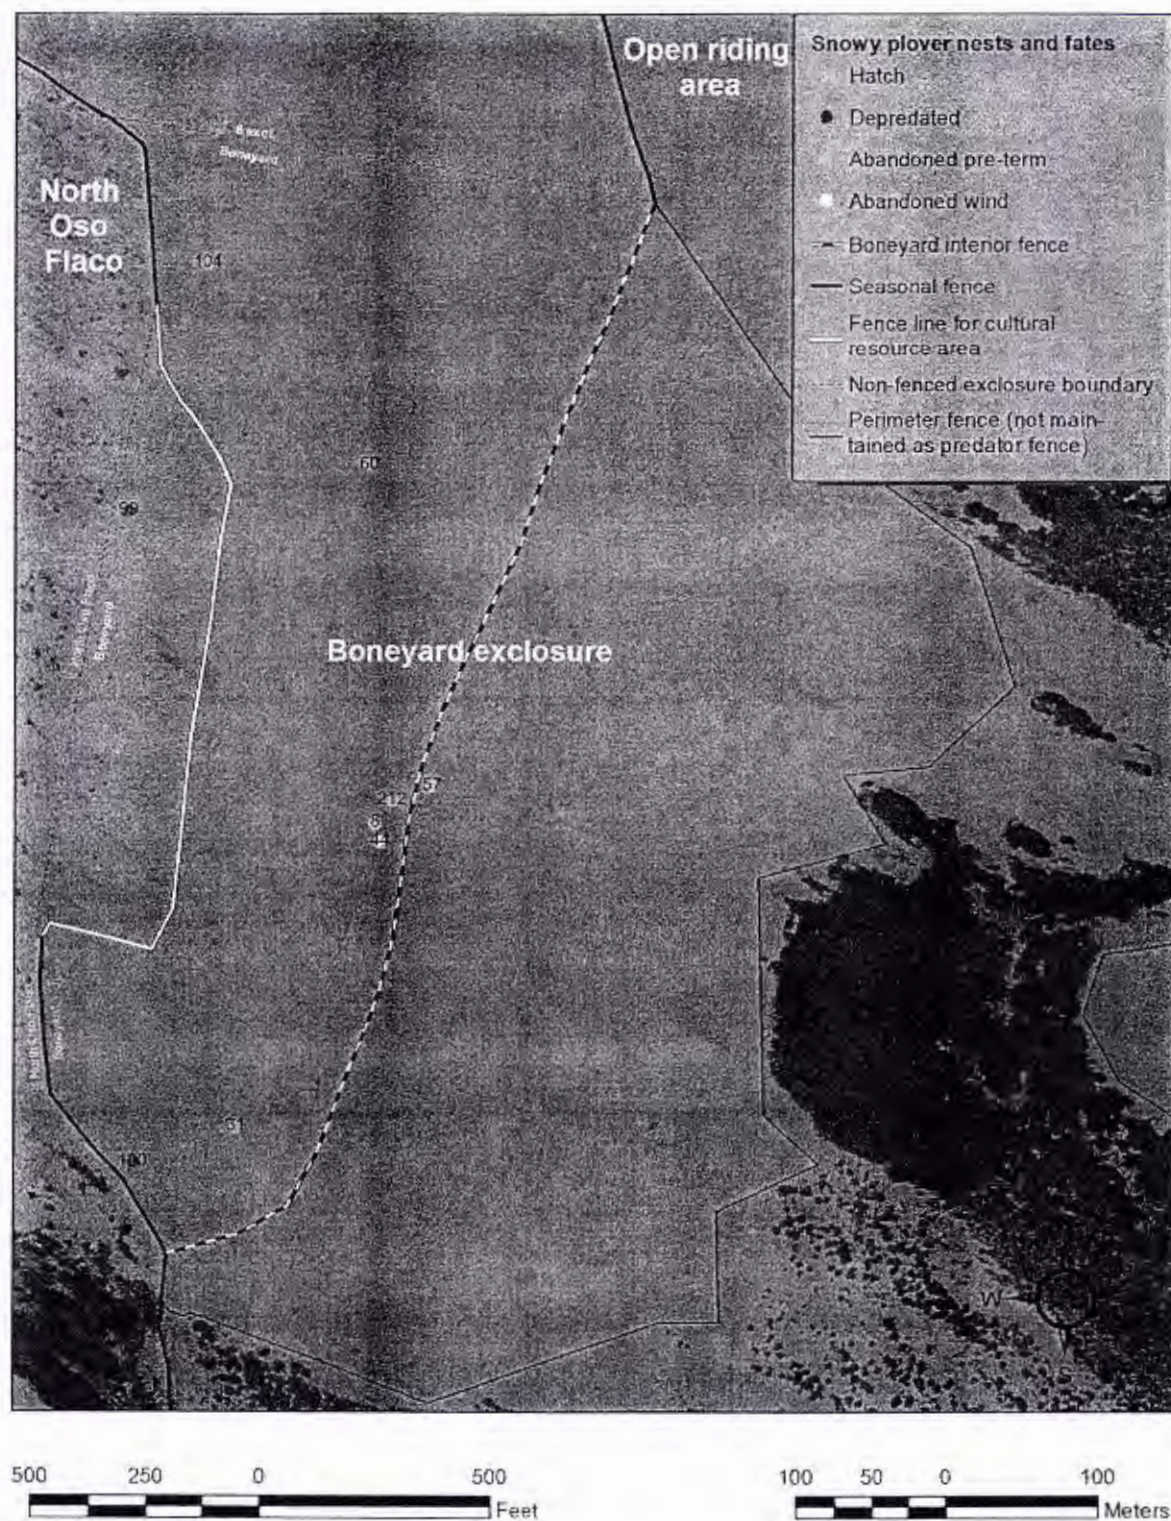 Open riding
area
Snowy plover nests and fates
Hatch
Depredated
Abandoned pre-term
Abandoned wind
Boneyard interior fence
Seasonal fence
Fence line for cultural
resource area
Non-fenced exclosure boundary
Perimeter fence (not main-
tained as predator fence)
Boneyard
North
Oso
Flaco
104
60
99
Boneyard
Boneyard exclosure
57
6
31
W
500 250 0 500
Feet
100 50 0 100
Meters